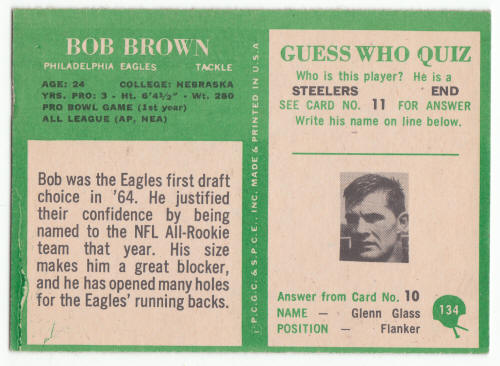 BOB BROWN
PHILADELPHIA EAGLES TACKLE
AGE: 24 COLLEGE: NEBRASKA
YRS. PRO: 3 - Ht. 6'4½" - Wt. 280
PRO BOWL GAME (1st year)
ALL LEAGUE (AP, NEA)
Bob was the Eagles first draft
choice in '64. He justified
their confidence by being
named to the NFL All-Rookie
team that year. His size
makes him a great blocker,
and he has opened many holes
for the Eagles' running backs.
P.C.G.C. & S.P.C.E., INC. MADE & PRINTED IN U.S.A
GUESS WHO QUIZ
Who is this player? He is a
STEELERS END
SEE CARD NO. 11 FOR ANSWER
Write his name on line below.
Answer from Card No. 10
NAME — Glenn Glass
POSITION — Flanker
134